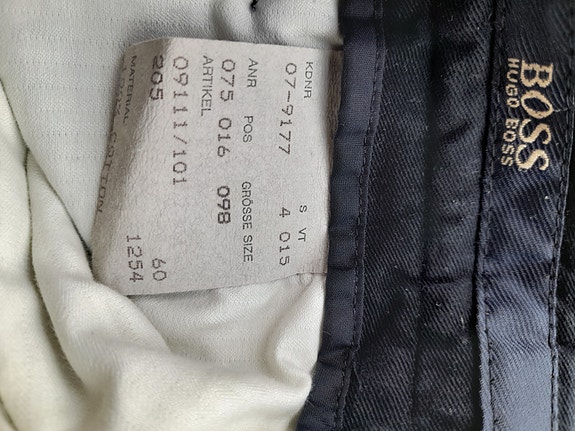 BOSS
HUGO BOSS
KDNR S VT
07-9177 4 015
ANR POS GRÖSSE SIZE
075 016 098
ARTIKEL
09111/101
205 60
MATERIAL 1254